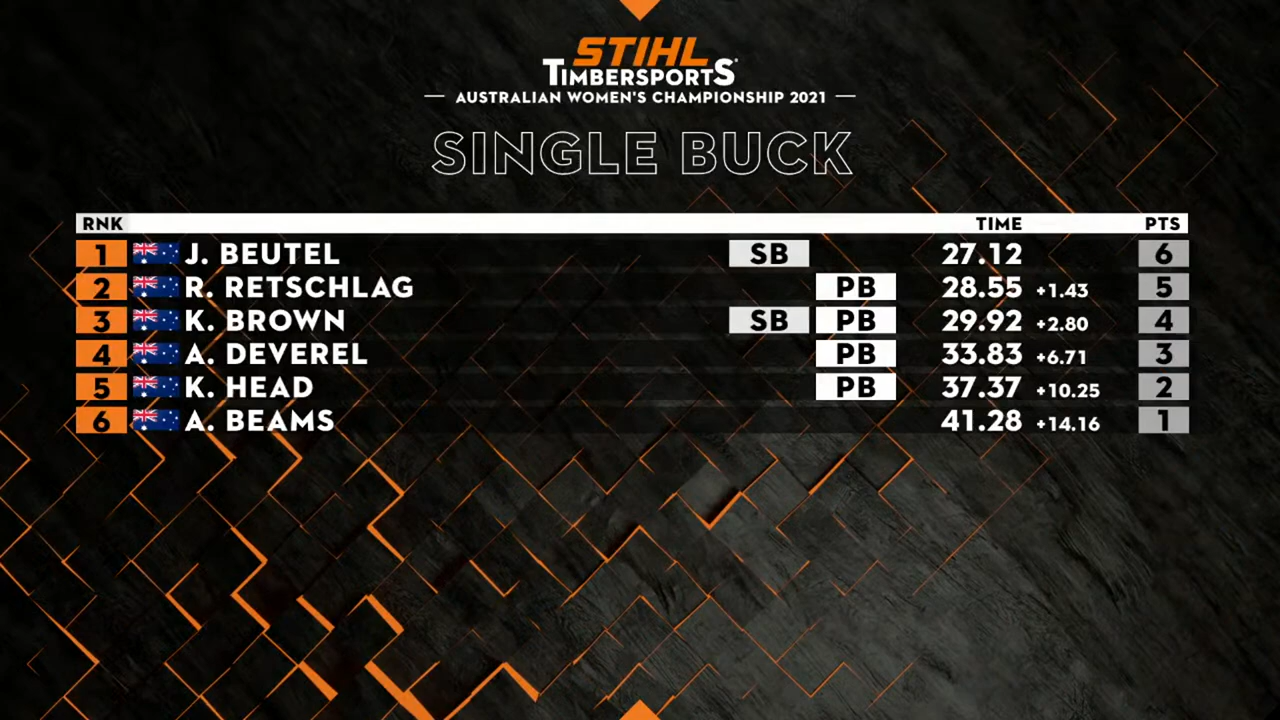 STIHL
TIMBERSPORTS
AUSTRALIAN WOMEN'S CHAMPIONSHIP 2021
SINGLE BUCK
RNK TIME PTS
1 J. BEUTEL SB 27.12 6
2 R. RETSCHLAG PB 28.55 +1.43 5
3 K. BROWN SB PB 29.92 +2.80 4
4 A. DEVEREL PB 33.83 +6.71 3
5 K. HEAD PB 37.37 +10.25 2
6 A. BEAMS 41.28 +14.16 1